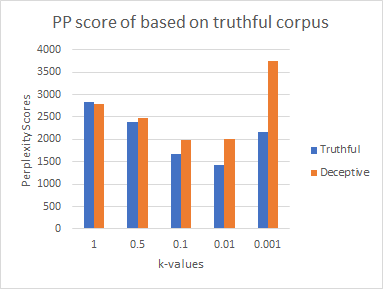 PP score of based on truthful corpus
4000
3500
3000
2500
2000
1500
1000
500
0
Perplexity Scores
1 0.5 0.1 0.01 0.001
k-values
Truthful
Deceptive